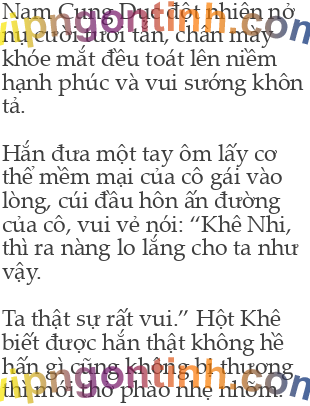 Nam Cung Dục đột nhiên nở
nụ cười tươi tắn, chân mày
khóe mắt đều toát lên niềm
hạnh phúc và vui sướng khôn
tả.
Hắn đưa một tay ôm lấy cơ
thể mềm mại của cô gái vào
lòng, cúi đầu hôn ấn đường
của cô, vui vẻ nói: “Khê Nhi,
thì ra nàng lo lắng cho ta như
vậy.
Ta thật sự rất vui.” Hột Khê
biết được hắn thật không hề
hấn gì cũng không bị thương
thì mới thở phào nhẹ nhõm.
vipngontinh.com
vipngontinh.com